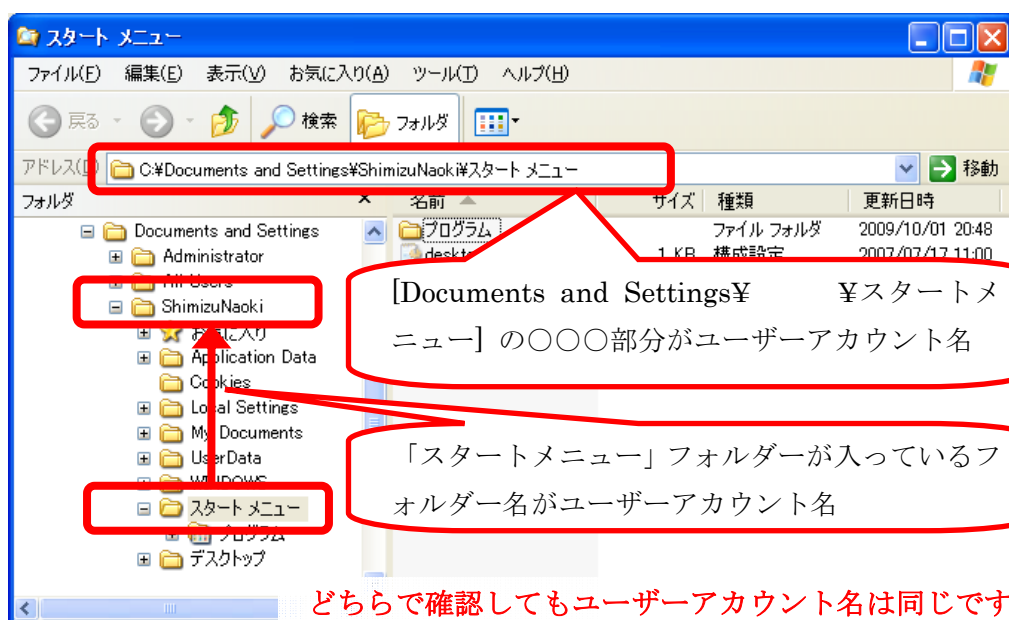 スタート メニュー
ファイル(F) 編集(E) 表示(V) お気に入り(A) ツール(T) ヘルプ(H)
戻る 検索 フォルダ
アドレス(D) C:¥Documents and Settings¥ShimizuNaoki¥スタート メニュー 移動
フォルダ × 名前 サイズ 種類 更新日時
Documents and Settings
プログラム ファイル フォルダ 2009/10/01 20:48
Administrator
1 KB 構成設定 2007/07/17 11:00
All Users
ShimizuNaoki
お気に入り
Application Data
Cookies
Local Settings
My Documents
UserData
WINDOWS
スタート メニュー
プログラム
デスクトップ
[Documents and Settings¥ ¥スタートメ
ニュー] の○○○部分がユーザーアカウント名
「スタートメニュー」フォルダーが入っているフ
ォルダー名がユーザーアカウント名
どちらで確認してもユーザーアカウント名は同じです